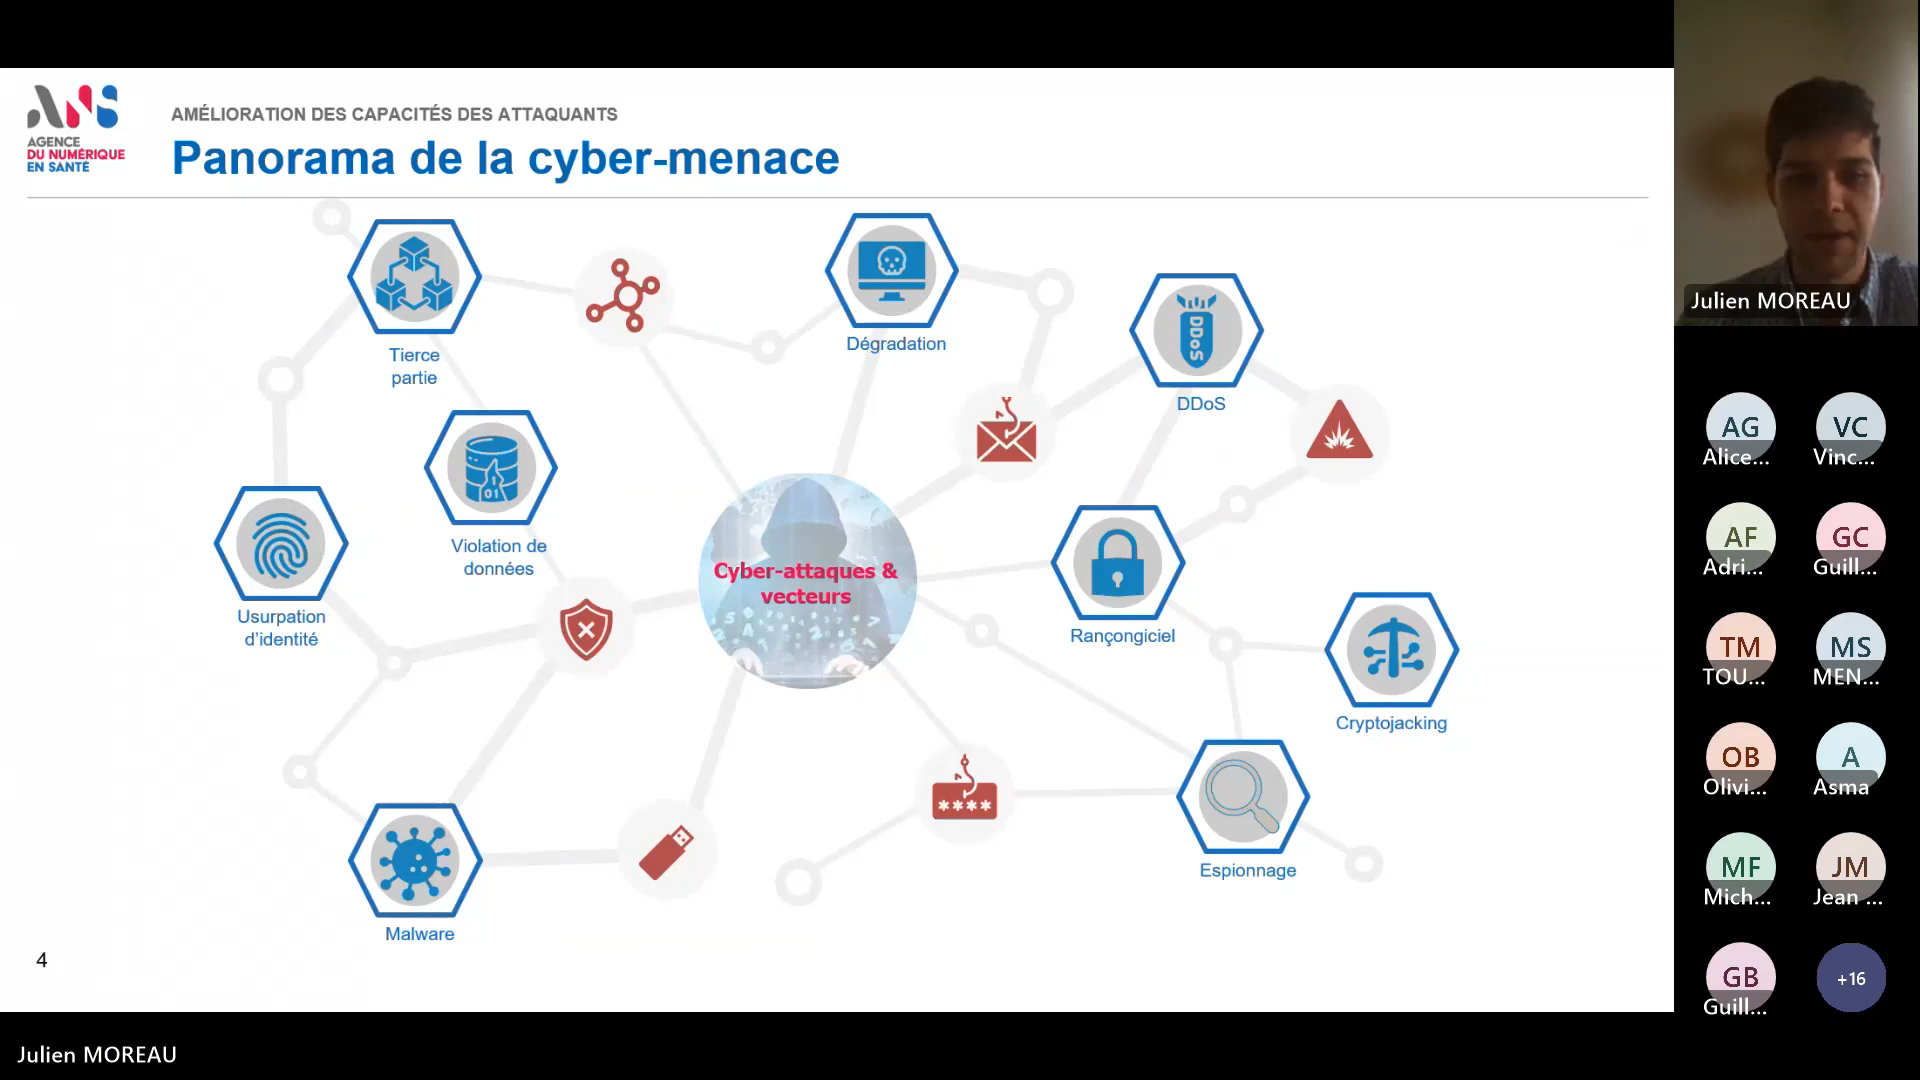 AGENCE
DU NUMÉRIQUE
EN SANTÉ
AMÉLIORATION DES CAPACITÉS DES ATTAQUANTS
Panorama de la cyber-menace
Tierce
partie
Dégradation
DDoS
DDoS
Violation de
données
01
Usurpation
d'identité
Cyber-attaques &
vecteurs
Rançongiciel
Cryptojacking
****
Espionnage
Malware
4
Julien MOREAU
AG
Alice...
VC
Vinc...
AF
Adri...
GC
Guill...
TM
TOU...
MS
MEN...
OB
Olivi...
A
Asma
MF
Mich...
JM
Jean ...
GB
Guill...
+16
Julien MOREAU